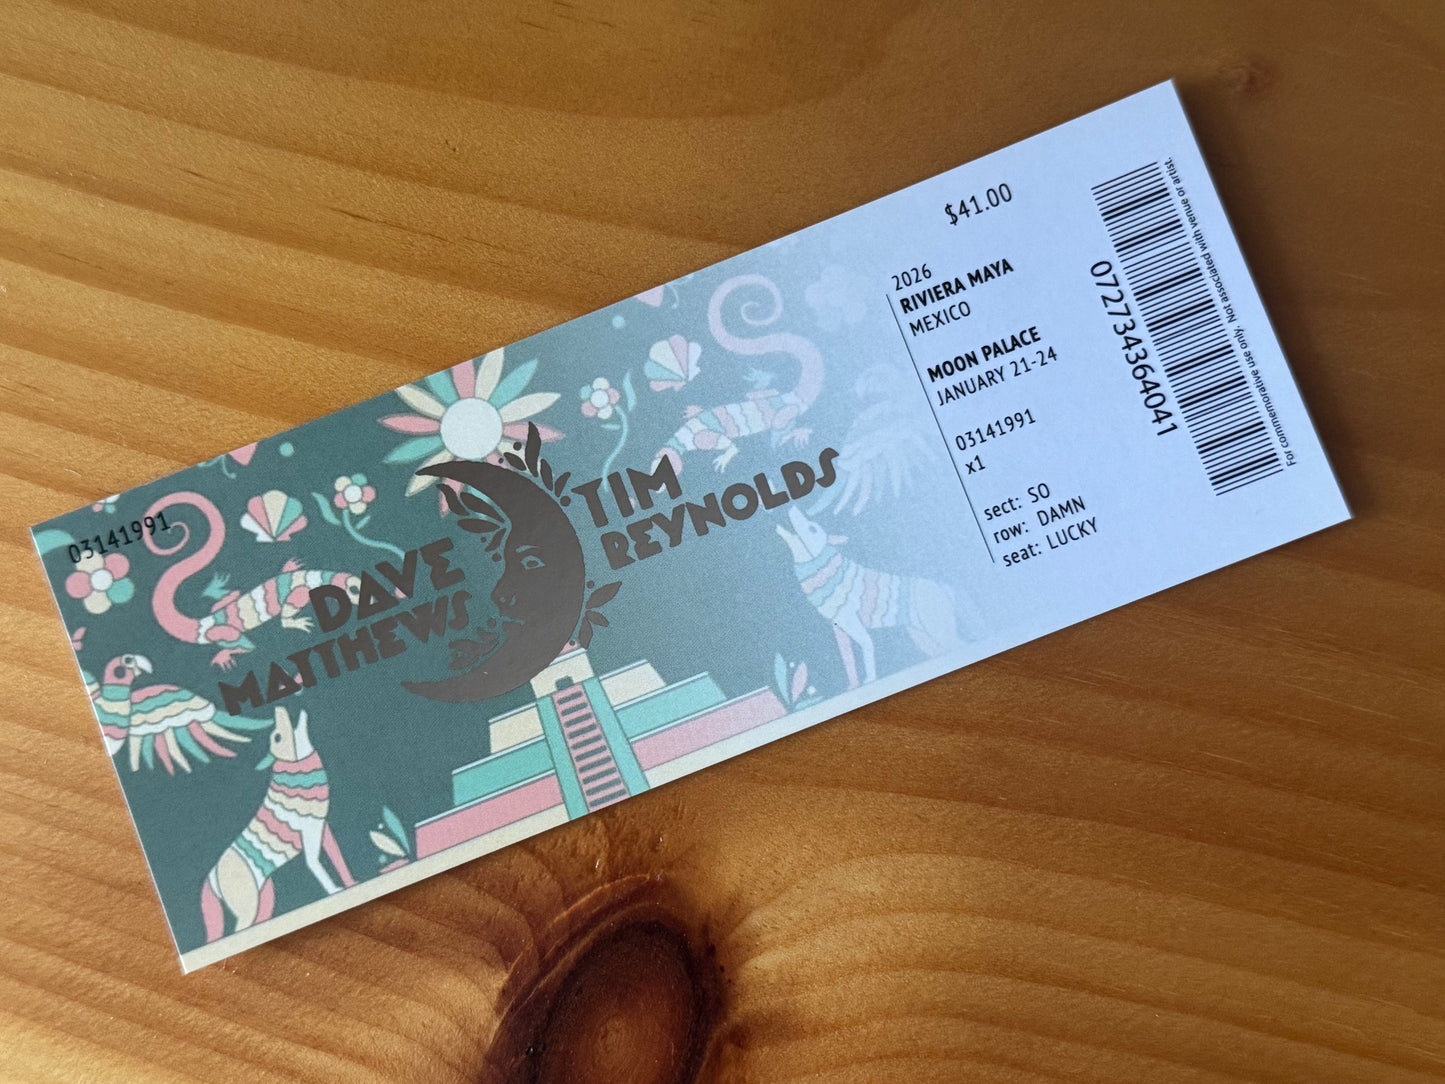 03141991
DAVE
MATTHEWS
TIM
REYNOLDS
$41.00
2026
RIVIERA MAYA
MEXICO
MOON PALACE
JANUARY 21-24
03141991
x1
sect: SO
row: DAMN
seat: LUCKY
072734364041
For commemorative use only, Not associated with venue or artist.